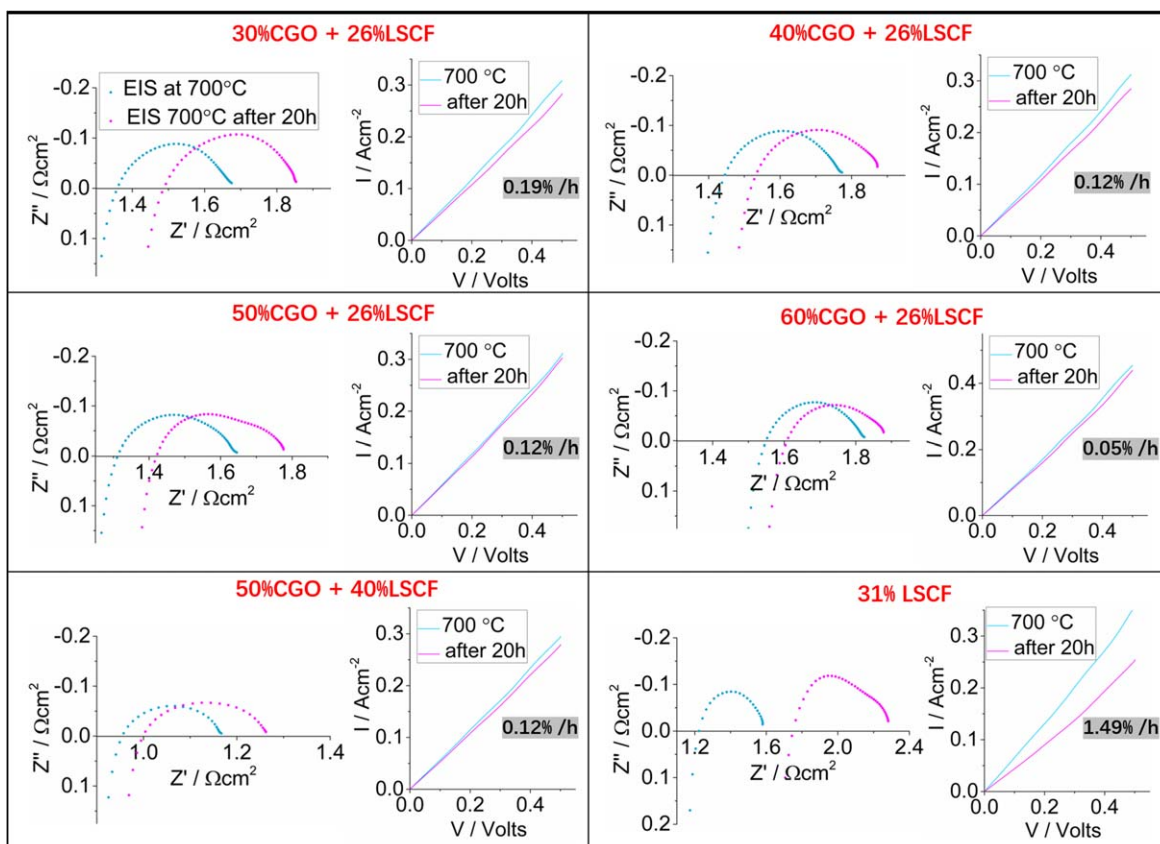 30%CGO + 26%LSCF
-0.2
-0.1
0.0
0.1
Z'' / Ωcm²
EIS at 700°C
EIS 700°C after 20h
1.4 1.6 1.8
Z' / Ωcm²
0.3
0.2
0.1
0.0
I / Acm⁻²
700 °C
after 20h
0.19% /h
0.0 0.2 0.4
V / Volts
40%CGO + 26%LSCF
-0.2
-0.1
0.0
0.1
Z'' / Ωcm²
1.4 1.6 1.8
Z' / Ωcm²
0.3
0.2
0.1
0.0
I / Acm⁻²
700 °C
after 20h
0.12% /h
0.0 0.2 0.4
V / Volts
50%CGO + 26%LSCF
-0.2
-0.1
0.0
0.1
Z'' / Ωcm²
1.4 1.6 1.8
Z' / Ωcm²
0.3
0.2
0.1
0.0
I / Acm⁻²
700 °C
after 20h
0.12% /h
0.0 0.2 0.4
V / Volts
60%CGO + 26%LSCF
-0.2
-0.1
0.0
0.1
Z'' / Ωcm²
1.4 1.6 1.8
Z' / Ωcm²
0.4
0.2
0.0
I / Acm⁻²
700 °C
after 20h
0.05% /h
0.0 0.2 0.4
V / Volts
50%CGO + 40%LSCF
-0.2
-0.1
0.0
0.1
Z'' / Ωcm²
1.0 1.2 1.4
Z' / Ωcm²
0.3
0.2
0.1
0.0
I / Acm⁻²
700 °C
after 20h
0.12% /h
0.0 0.2 0.4
V / Volts
31% LSCF
-0.2
-0.1
0.0
0.1
0.2
Z'' / Ωcm²
1.2 1.6 2.0 2.4
Z' / Ωcm²
0.3
0.2
0.1
0.0
I / Acm⁻²
700 °C
after 20h
1.49% /h
0.0 0.2 0.4
V / Volts